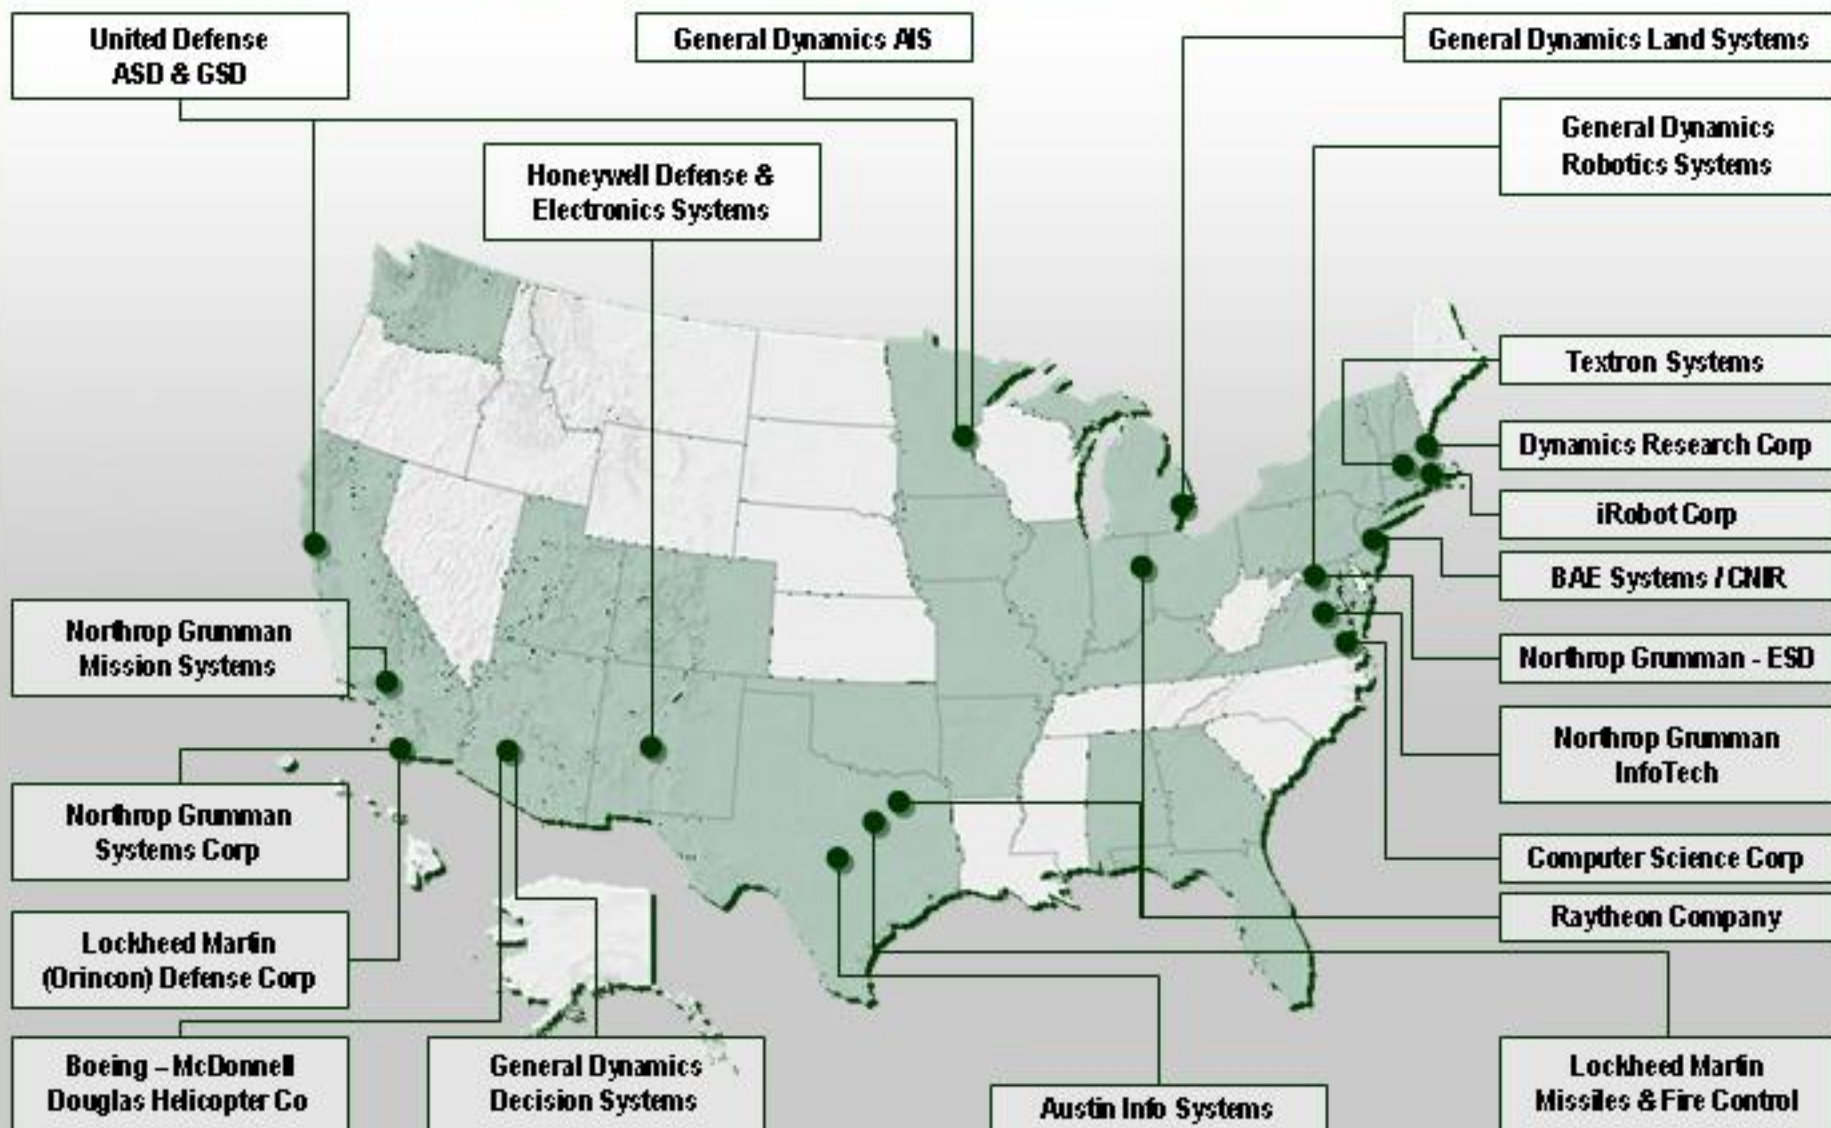 United Defense
ASD & GSD
General Dynamics AIS
General Dynamics Land Systems
General Dynamics
Robotics Systems
Honeywell Defense &
Electronics Systems
Textron Systems
Dynamics Research Corp
iRobot Corp
BAE Systems / CNIR
Northrop Grumman
Mission Systems
Northrop Grumman - ESD
Northrop Grumman
InfoTech
Northrop Grumman
Systems Corp
Computer Science Corp
Raytheon Company
Lockheed Martin
(Orincon) Defense Corp
Boeing – McDonnell
Douglas Helicopter Co
General Dynamics
Decision Systems
Austin Info Systems
Lockheed Martin
Missiles & Fire Control